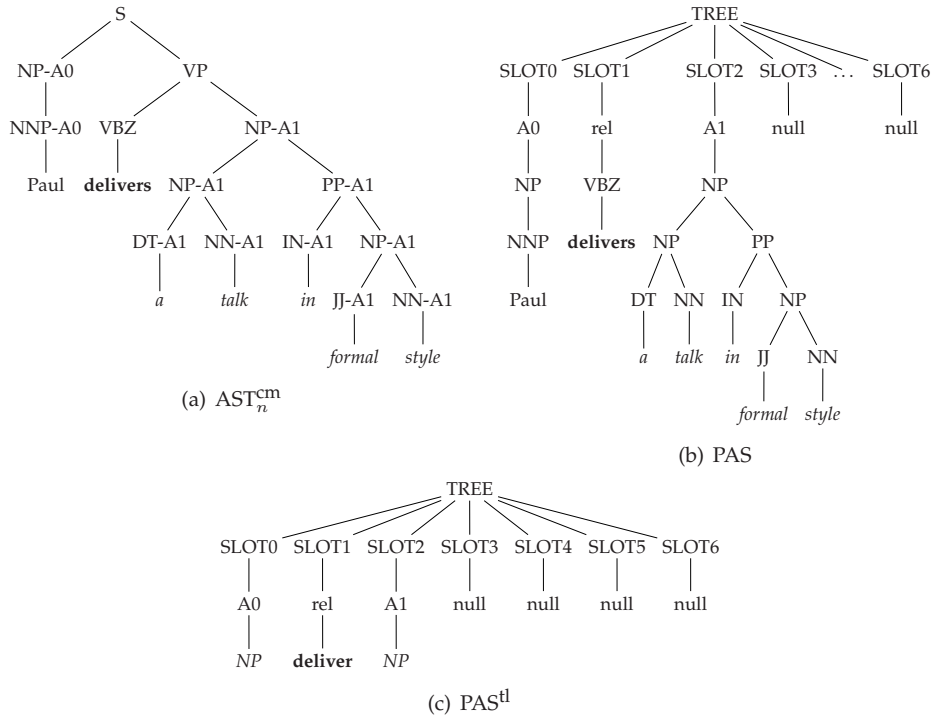 S
NP-A0 VP
NNP-A0 VBZ NP-A1
Paul delivers NP-A1 PP-A1
DT-A1 NN-A1 IN-A1 NP-A1
a talk in JJ-A1 NN-A1
formal style
(a) AST_n^cm
TREE
SLOT0 SLOT1 SLOT2 SLOT3 ... SLOT6
A0 rel A1 null null
NP VBZ NP
NNP delivers NP PP
Paul DT NN IN NP
a talk in JJ NN
formal style
(b) PAS
TREE
SLOT0 SLOT1 SLOT2 SLOT3 SLOT4 SLOT5 SLOT6
A0 rel A1 null null null null
NP deliver NP
(c) PAS^tl